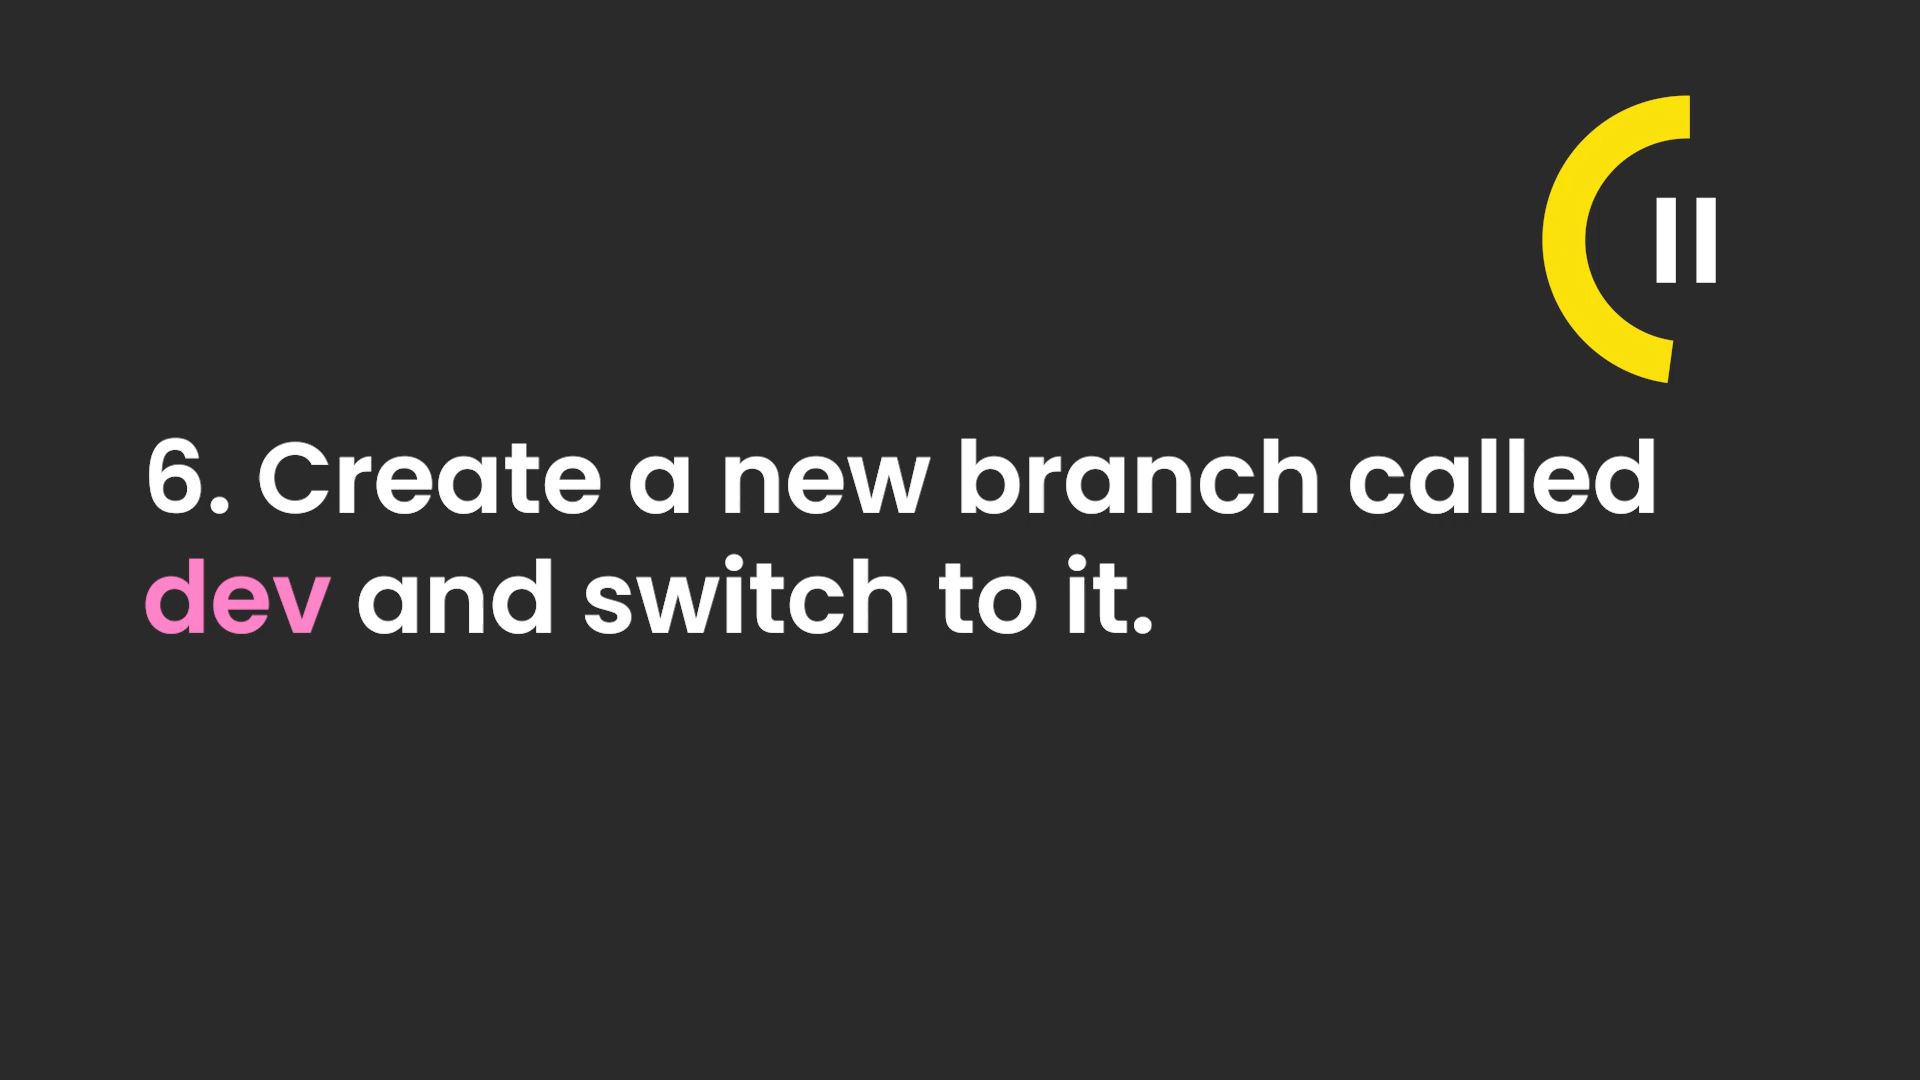 6. Create a new branch called
dev and switch to it.